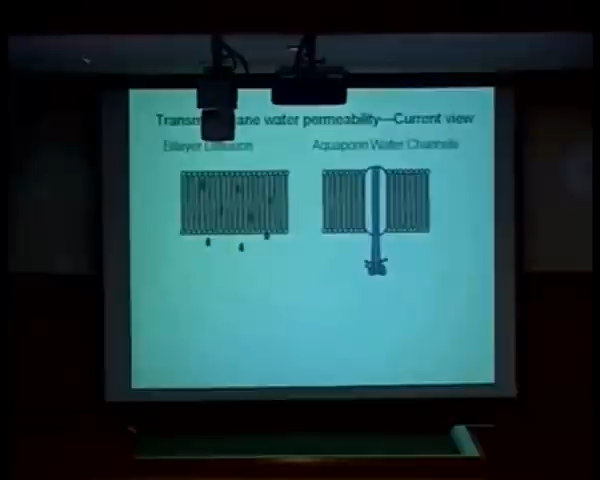 Transm ane water permeability—Current view
Bilayer Diffusion
Aquaporin Water Channels